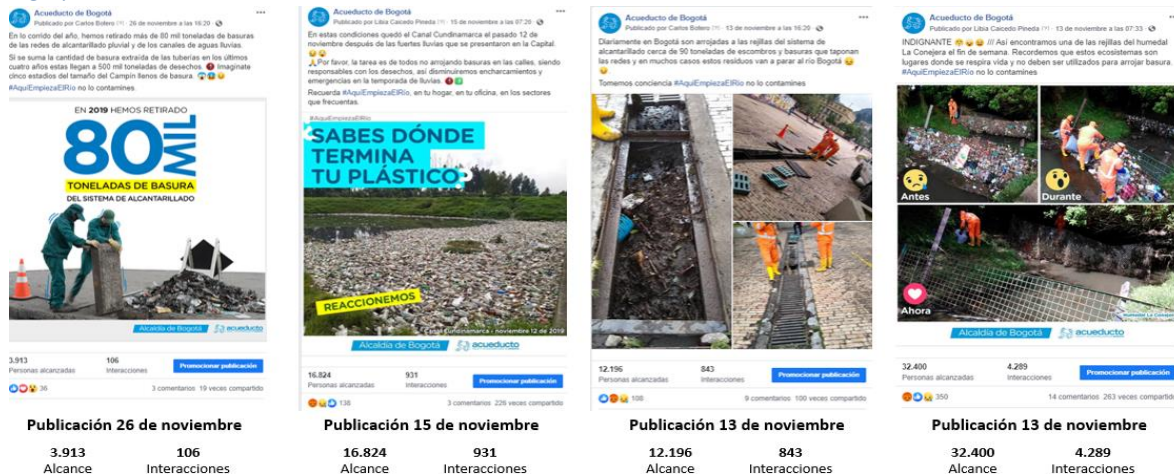 Acueducto de Bogotá
Publicado por Carlos Botero · 26 de noviembre a las 16:20 ·
En lo corrido del año, hemos retirado más de 80 mil toneladas de basuras
de las redes de alcantarillado pluvial y de los canales de aguas lluvias.
Si se suma la cantidad de basura extraída de las tuberías en los últimos
cuatro años estas llegan a 500 mil toneladas de desechos. Imagínate
cinco estadios del tamaño del Campín llenos de basura.
#AquíEmpiezaElRío no lo contamines.
EN 2019 HEMOS RETIRADO
80 MIL
TONELADAS DE BASURA
DEL SISTEMA DE ALCANTARILLADO
Alcaldía de Bogotá acueducto
3.913 106
Personas alcanzadas Interacciones
Promocionar publicación
36 3 comentarios 19 veces compartido
Publicación 26 de noviembre
3.913 106
Alcance Interacciones
Acueducto de Bogotá
Publicado por Libia Caicedo Pineda · 15 de noviembre a las 07:20 ·
En estas condiciones quedó el Canal Cundinamarca el pasado 12 de
noviembre después de las fuertes lluvias que se presentaron en la Capital.
Por favor, la tarea es de todos no arrojando basuras en las calles, siendo
responsables con los desechos, así disminuiremos encharcamientos y
emergencias en la temporada de lluvias.
Recuerda #AquíEmpiezaElRío, en tu hogar, en tu oficina, en los sectores
que frecuentas.
#AquíEmpiezaElRío
SABES DÓNDE
TERMINA
TU PLÁSTICO
REACCIONEMOS
Canal Cundinamarca - noviembre 12 de 2019
Alcaldía de Bogotá acueducto
16.824 931
Personas alcanzadas Interacciones
Promocionar publicación
138 3 comentarios 226 veces compartido
Publicación 15 de noviembre
16.824 931
Alcance Interacciones
Acueducto de Bogotá
Publicado por Carlos Botero · 13 de noviembre a las 16:20 ·
Diariamente en Bogotá son arrojadas a las rejillas del sistema de
alcantarillado cerca de 90 toneladas de escombros y basuras que taponan
las redes y en muchos casos estos residuos van a parar al río Bogotá
Tomemos conciencia #AquíEmpiezaElRío no lo contamines
12.196 843
Personas alcanzadas Interacciones
Promocionar publicación
108 9 comentarios 100 veces compartido
Publicación 13 de noviembre
12.196 843
Alcance Interacciones
Acueducto de Bogotá
Publicado por Libia Caicedo Pineda · 13 de noviembre a las 07:33 ·
INDIGNANTE /// Así encontramos una de las rejillas del humedal
La Conejera el fin de semana. Recordemos que estos ecosistemas son
lugares donde se respira vida y no deben ser utilizados para arrojar basura.
#AquíEmpiezaElRío no lo contamines
Antes
Durante
Ahora
Humedal La Conejera
Alcaldía de Bogotá acueducto
32.400 4.289
Personas alcanzadas Interacciones
Promocionar publicación
350 14 comentarios 263 veces compartido
Publicación 13 de noviembre
32.400 4.289
Alcance Interacciones